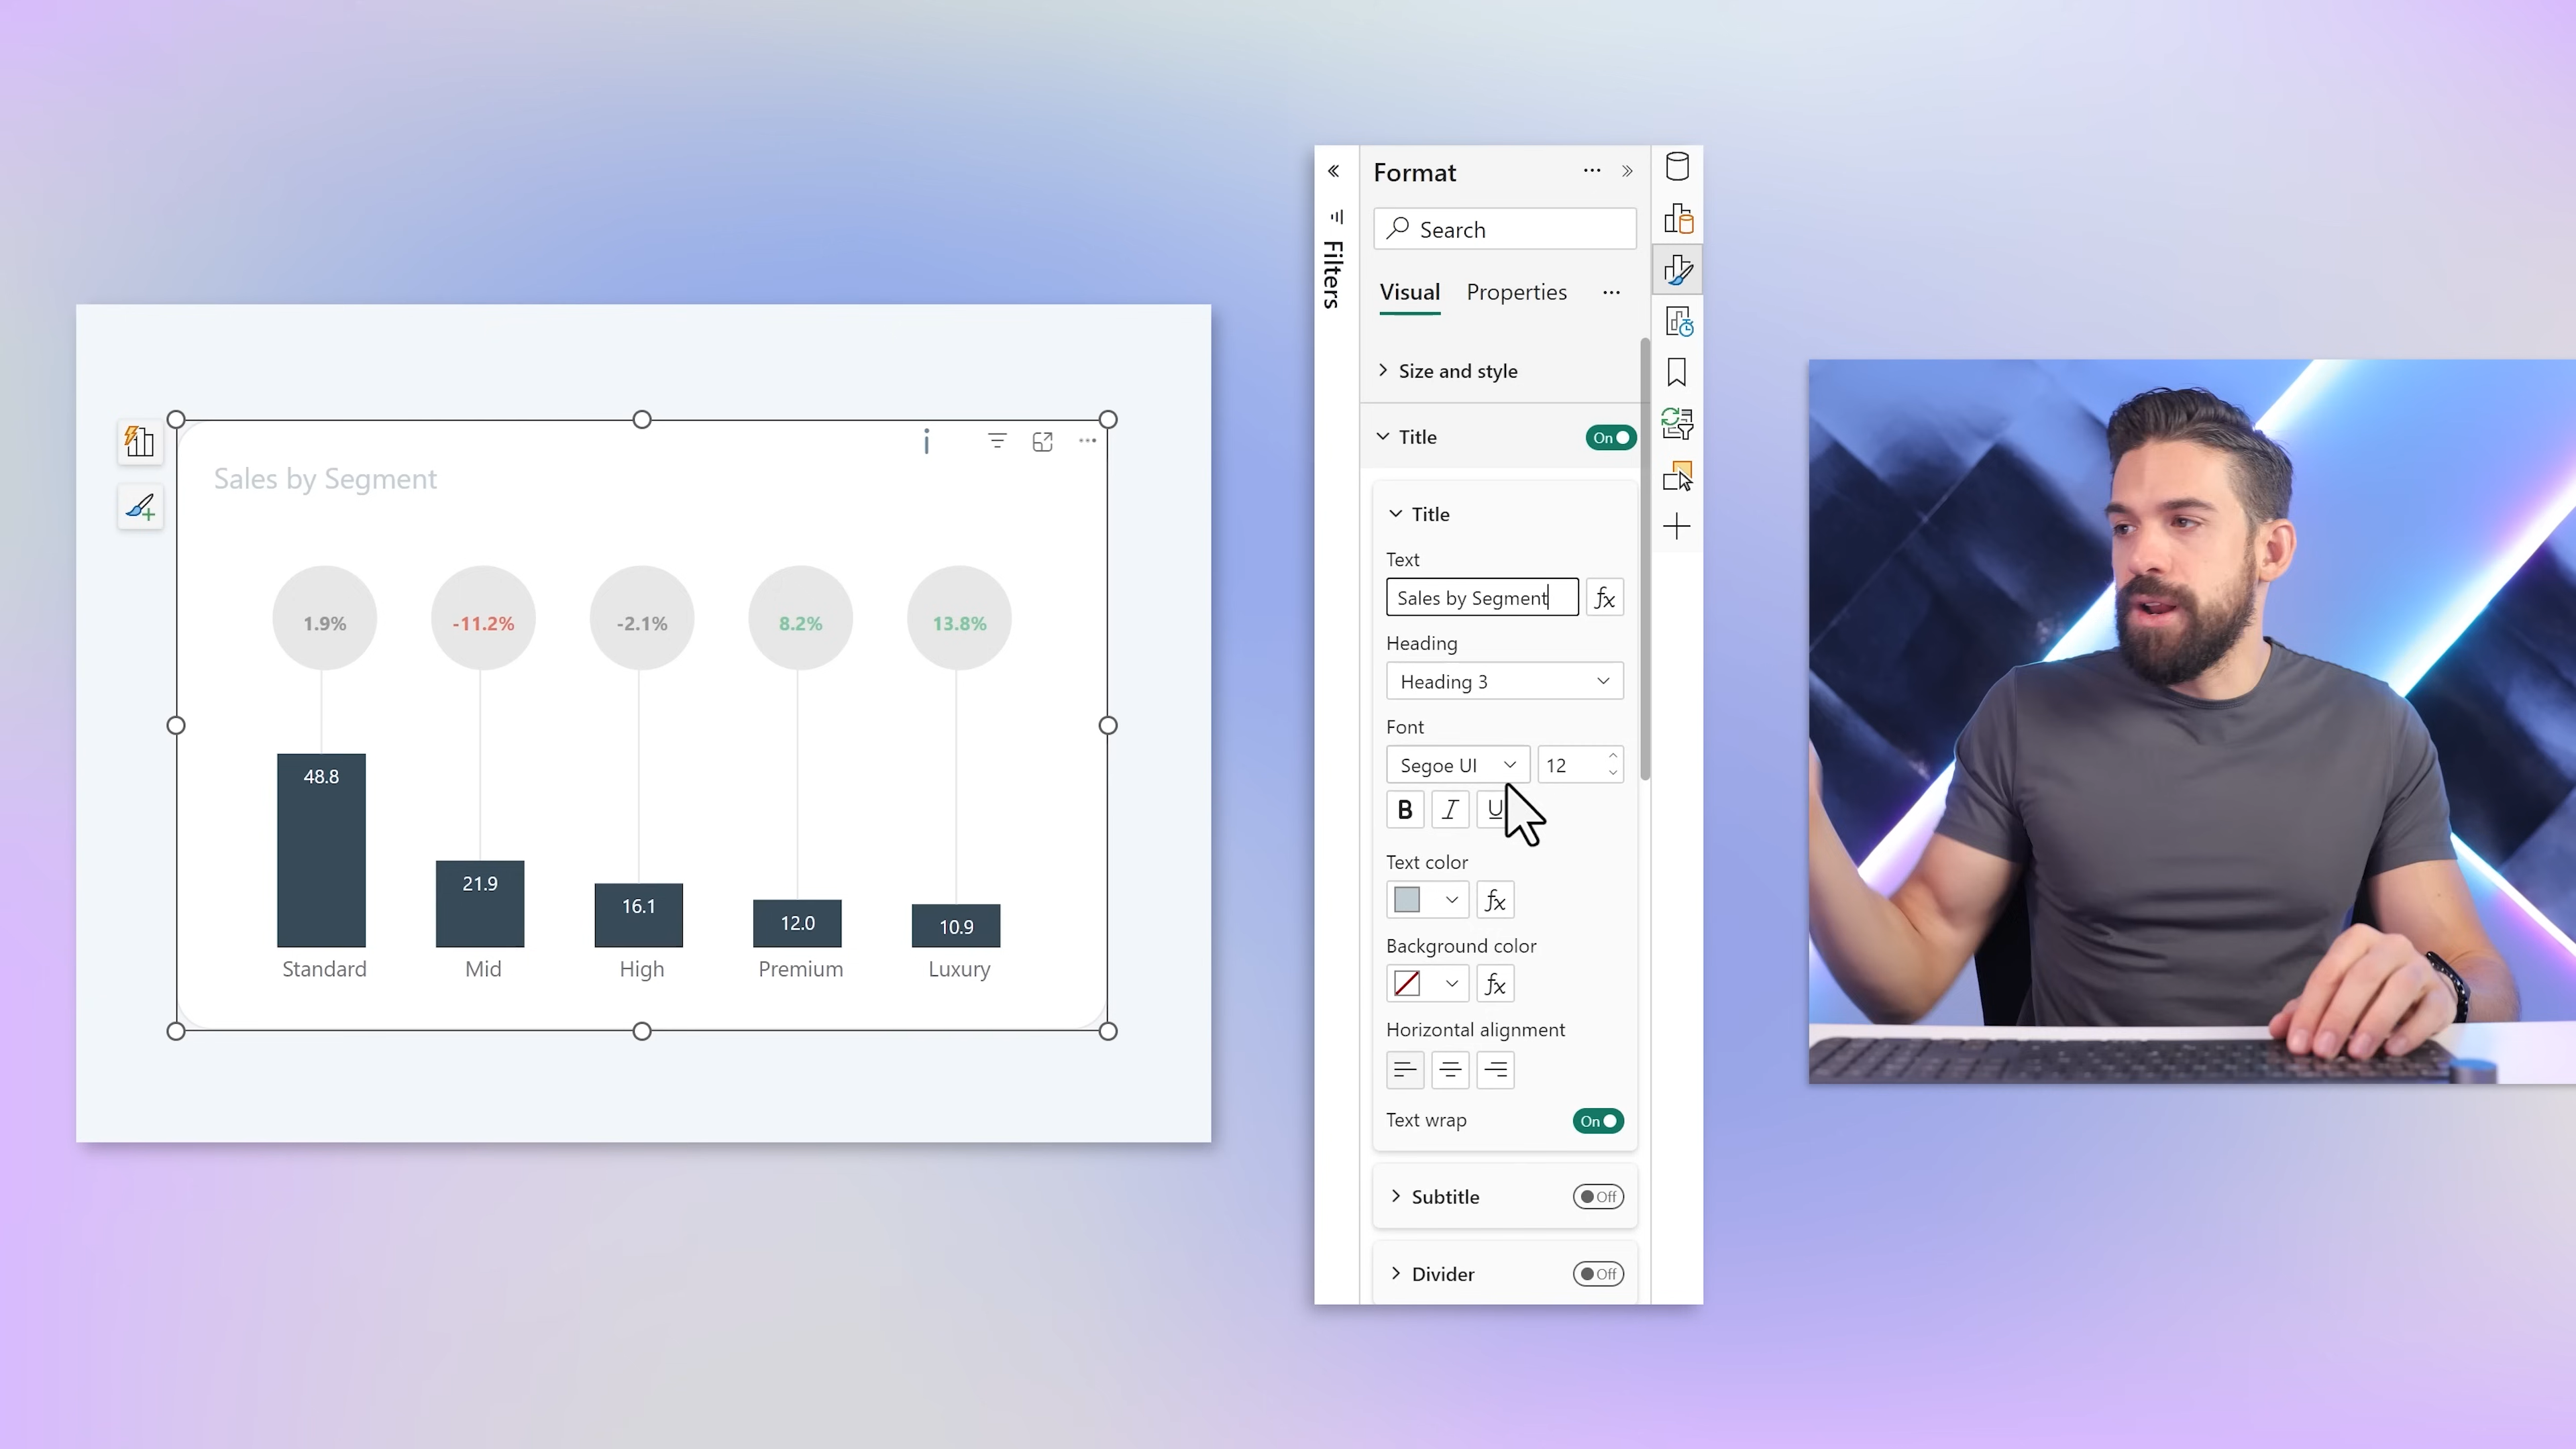 Sales by Segment
1.9%
-11.2%
-2.1%
8.2%
13.8%
48.8
21.9
16.1
12.0
10.9
Standard
Mid
High
Premium
Luxury
Filters
Format
Search
Visual
Properties
Size and style
Title
On
Title
Text
Sales by Segment
Heading
Heading 3
Font
Segoe UI
12
B
I
U
Text color
fx
Background color
fx
Horizontal alignment
Text wrap
On
Subtitle
Off
Divider
Off